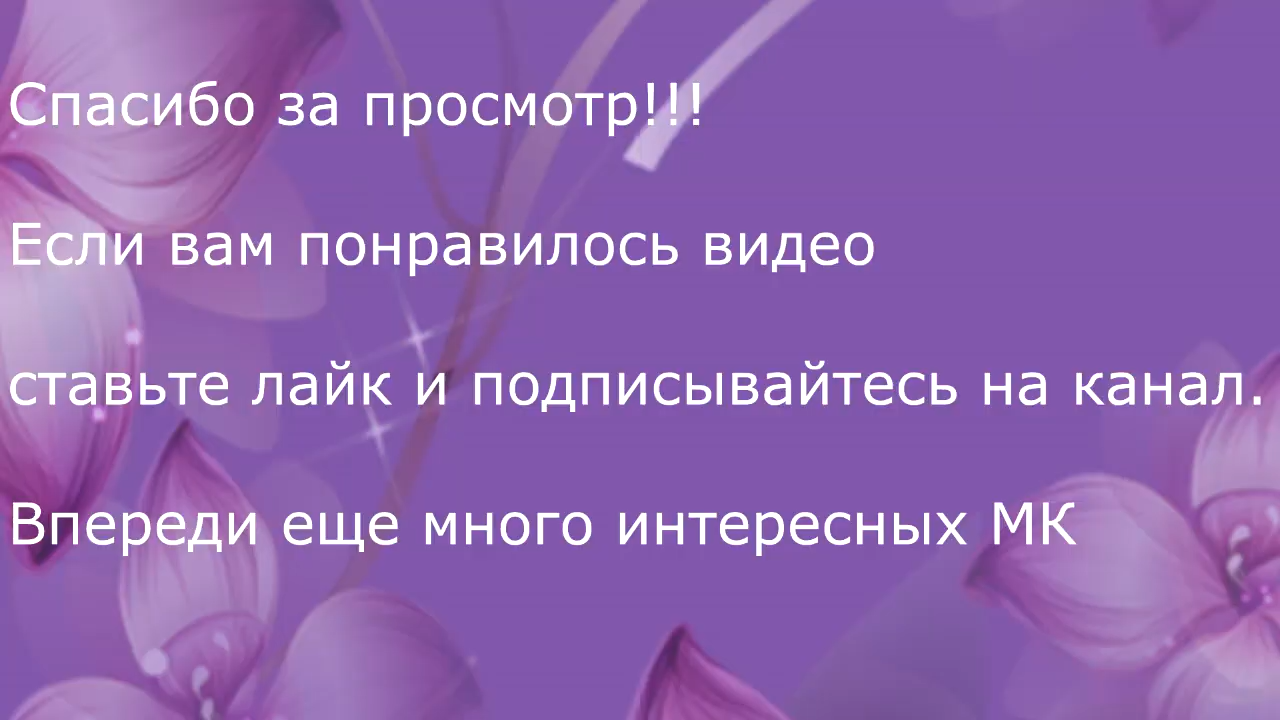 Спасибо за просмотр!!!
Если вам понравилось видео
ставьте лайк и подписывайтесь на канал.
Впереди еще много интересных МК